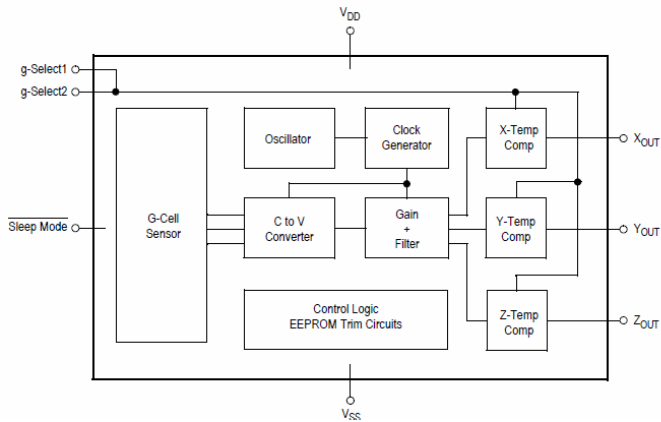 VDD
g-Select1
g-Select2
Oscillator
Clock
Generator
X-Temp
Comp
XOUT
G-Cell
Sensor
Sleep Mode
C to V
Converter
Gain
+
Filter
Y-Temp
Comp
YOUT
Control Logic
EEPROM Trim Circuits
Z-Temp
Comp
ZOUT
VSS